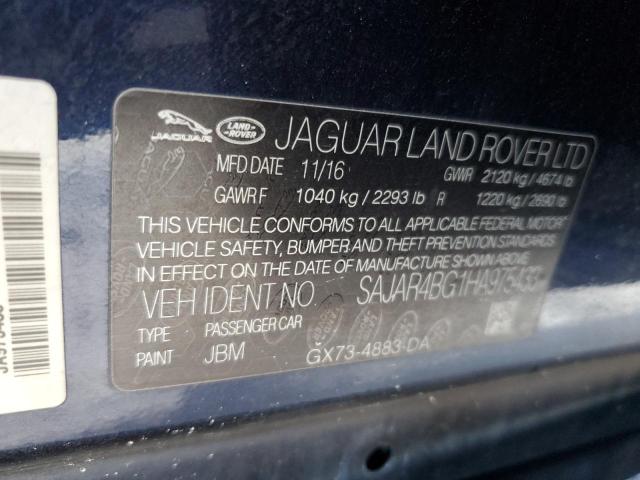 JAGUAR LAND-ROVER JAGUAR LAND ROVER LTD
MFD DATE 11/16 GWR 2120 kg / 4674 lb
GAWR F 1040 kg / 2293 lb R 1220 kg / 2690 lb
THIS VEHICLE CONFORMS TO ALL APPLICABLE FEDERAL MOTOR
VEHICLE SAFETY, BUMPER AND THEFT PREVENTION STANDARDS
IN EFFECT ON THE DATE OF MANUFACTURE SHOWN ABOVE.
VEH IDENT NO. SAJAR4BG1HA975433
TYPE PASSENGER CAR
PAINT JBM GX73-4883-DA